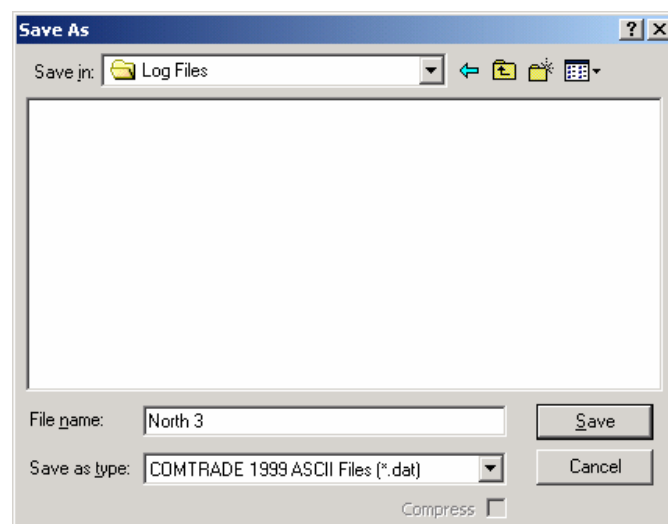 Save As
Save in: Log Files
File name: North 3
Save
Save as type: COMTRADE 1999 ASCII Files (*.dat)
Cancel
Compress